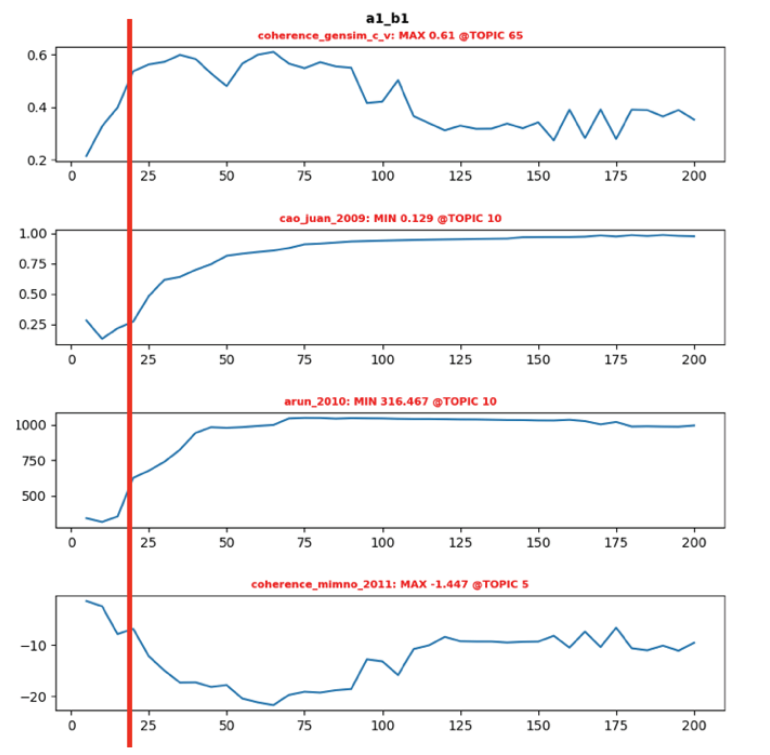 a1_b1
coherence_gensim_c_v: MAX 0.61 @TOPIC 65
0.6
0.4
0.2
0 25 50 75 100 125 150 175 200
cao_juan_2009: MIN 0.129 @TOPIC 10
1.00
0.75
0.50
0.25
0 25 50 75 100 125 150 175 200
arun_2010: MIN 316.467 @TOPIC 10
1000
750
500
0 25 50 75 100 125 150 175 200
coherence_mimno_2011: MAX -1.447 @TOPIC 5
−10
−20
0 25 50 75 100 125 150 175 200